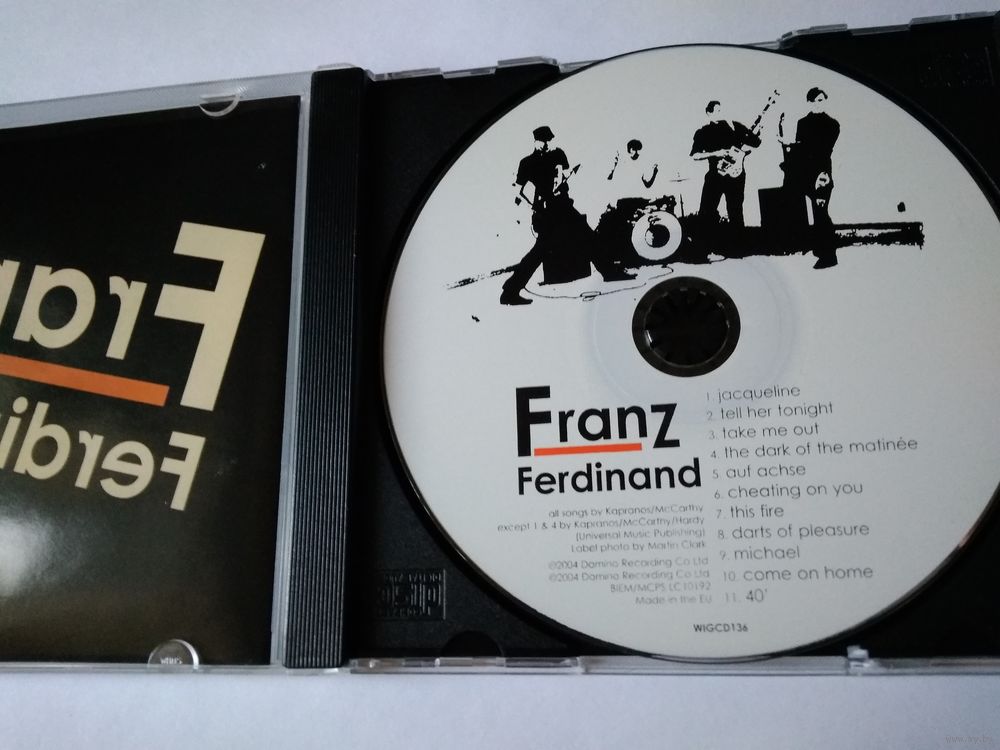 Fran
Ferdi
Franz
Ferdinand
all songs by Kapranos/McCarthy
except 1 & 4 by Kapranos/McCarthy/Hardy
(Universal Music Publishing)
Label photo by Martin Clark
℗2004 Domino Recording Co Ltd
©2004 Domino Recording Co Ltd
BIEM/MCPS LC10192
Made in the EU
1. jacqueline
2. tell her tonight
3. take me out
4. the dark of the matinée
5. auf achse
6. cheating on you
7. this fire
8. darts of pleasure
9. michael
10. come on home
11. 40'
WIGCD136